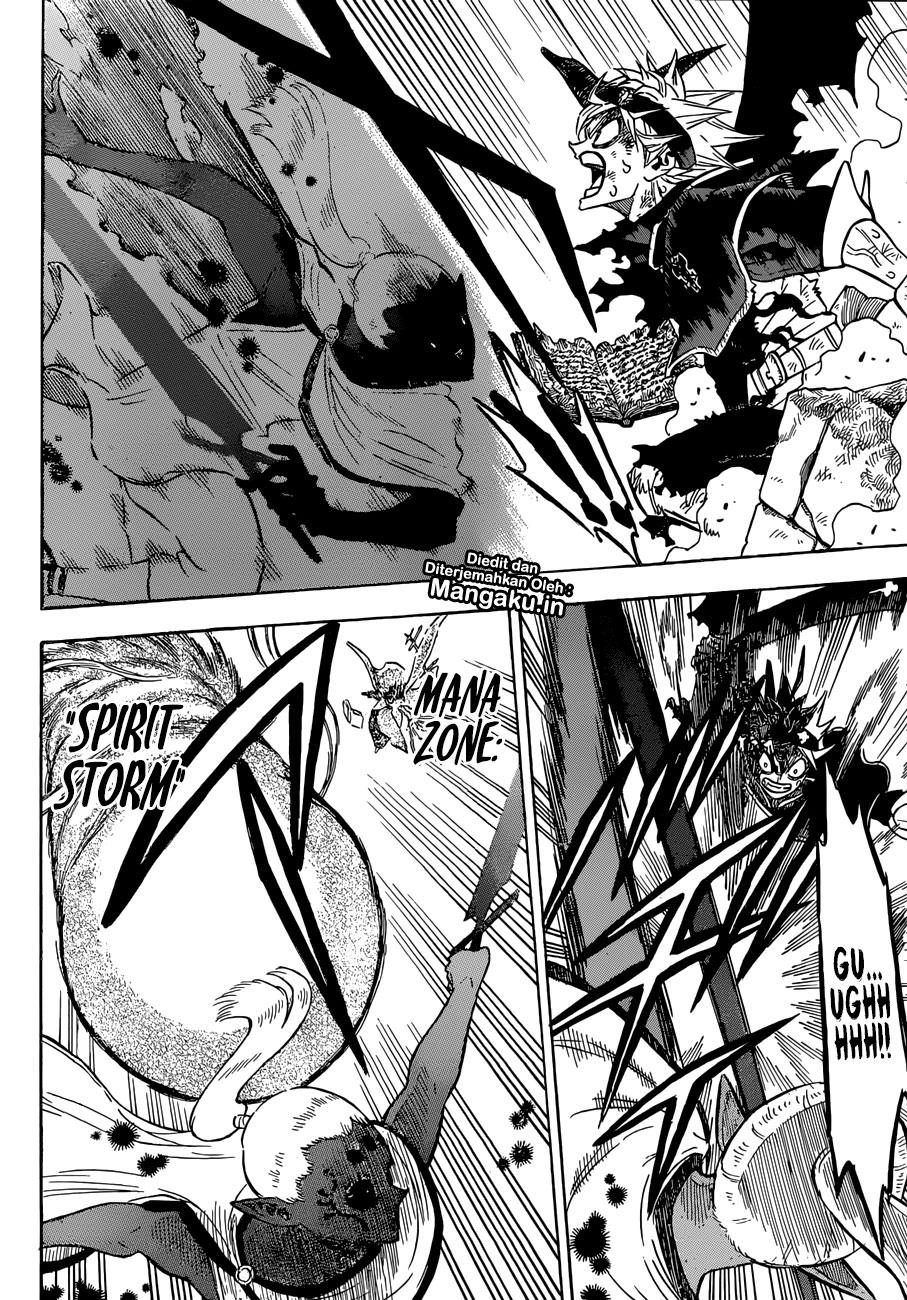 Diedit dan
Diterjemahkan Oleh :
Mangaku.in
GU...
UGHH
HHH!!
MANA
ZONE:
"SPIRIT
STORM"